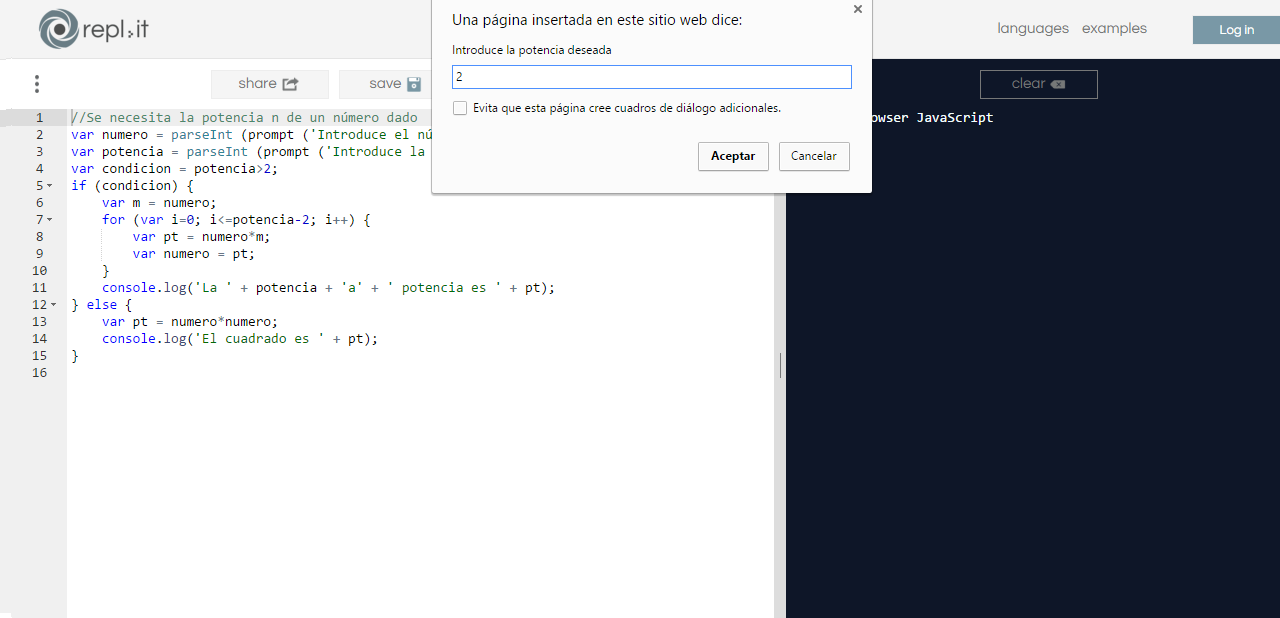 repl.it
languages examples
Log in
Una página insertada en este sitio web dice:
Introduce la potencia deseada
2
Evita que esta página cree cuadros de diálogo adicionales.
Aceptar Cancelar
share save
clear
1 //Se necesita la potencia n de un número dado
2 var numero = parseInt (prompt ('Introduce el nú
3 var potencia = parseInt (prompt ('Introduce la
4 var condicion = potencia>2;
5 if (condicion) {
6 var m = numero;
7 for (var i=0; i<=potencia-2; i++) {
8 var pt = numero*m;
9 var numero = pt;
10 }
11 console.log('La ' + potencia + 'a' + ' potencia es ' + pt);
12 } else {
13 var pt = numero*numero;
14 console.log('El cuadrado es ' + pt);
15 }
16
JavaScript